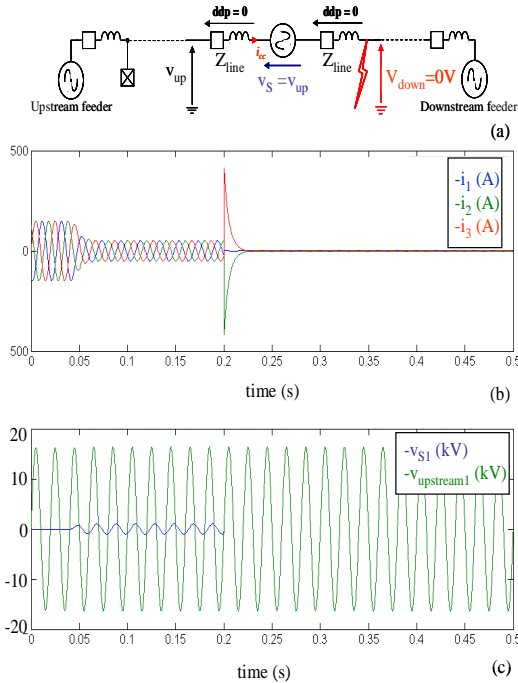 ddp = 0 ddp = 0
Z_line i_cc Z_line
v_up v_S =v_up V_down=0V
Upstream feeder Downstream feeder
(a)
500
-i_1 (A)
-i_2 (A)
-i_3 (A)
0
500
0 0.05 0.1 0.15 0.2 0.25 0.3 0.35 0.4 0.45 0.5
time (s) (b)
20
-v_S1 (kV)
-v_upstream1 (kV)
10
0
-10
-20
0 0.05 0.1 0.15 0.2 0.25 0.3 0.35 0.4 0.45 0.5
time (s) (c)